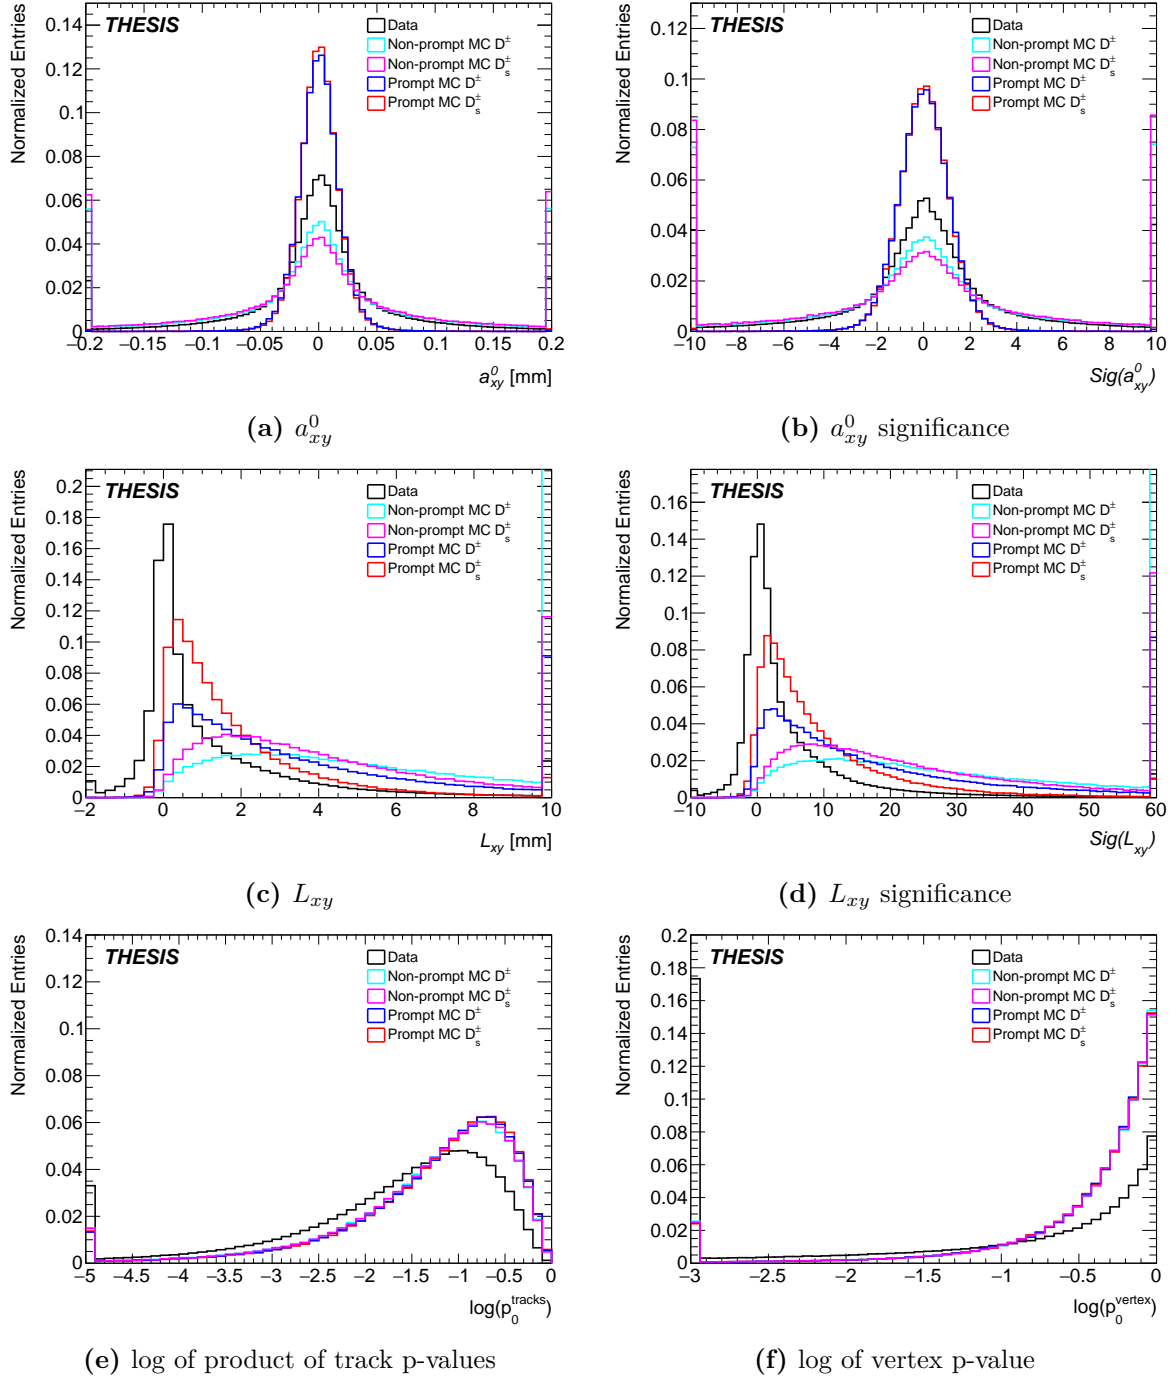 THESIS
Normalized Entries
0.14
0.12
0.1
0.08
0.06
0.04
0.02
0
Data
Non-prompt MC D±
Non-prompt MC D±s
Prompt MC D±
Prompt MC D±s
−0.2 −0.15 −0.1 −0.05 0 0.05 0.1 0.15 0.2
a⁰xy [mm]
(a) a⁰xy
THESIS
Normalized Entries
0.12
0.1
0.08
0.06
0.04
0.02
0
Data
Non-prompt MC D±
Non-prompt MC D±s
Prompt MC D±
Prompt MC D±s
−10 −8 −6 −4 −2 0 2 4 6 8 10
Sig(a⁰xy)
(b) a⁰xy significance
THESIS
Normalized Entries
0.2
0.18
0.16
0.14
0.12
0.1
0.08
0.06
0.04
0.02
0
Data
Non-prompt MC D±
Non-prompt MC D±s
Prompt MC D±
Prompt MC D±s
−2 0 2 4 6 8 10
Lxy [mm]
(c) Lxy
THESIS
Normalized Entries
0.16
0.14
0.12
0.1
0.08
0.06
0.04
0.02
0
Data
Non-prompt MC D±
Non-prompt MC D±s
Prompt MC D±
Prompt MC D±s
−10 0 10 20 30 40 50 60
Sig(Lxy)
(d) Lxy significance
THESIS
Normalized Entries
0.14
0.12
0.1
0.08
0.06
0.04
0.02
0
Data
Non-prompt MC D±
Non-prompt MC D±s
Prompt MC D±
Prompt MC D±s
−5 −4.5 −4 −3.5 −3 −2.5 −2 −1.5 −1 −0.5 0
log(p0tracks)
(e) log of product of track p-values
THESIS
Normalized Entries
0.2
0.18
0.16
0.14
0.12
0.1
0.08
0.06
0.04
0.02
0
Data
Non-prompt MC D±
Non-prompt MC D±s
Prompt MC D±
Prompt MC D±s
−3 −2.5 −2 −1.5 −1 −0.5 0
log(p0vertex)
(f) log of vertex p-value